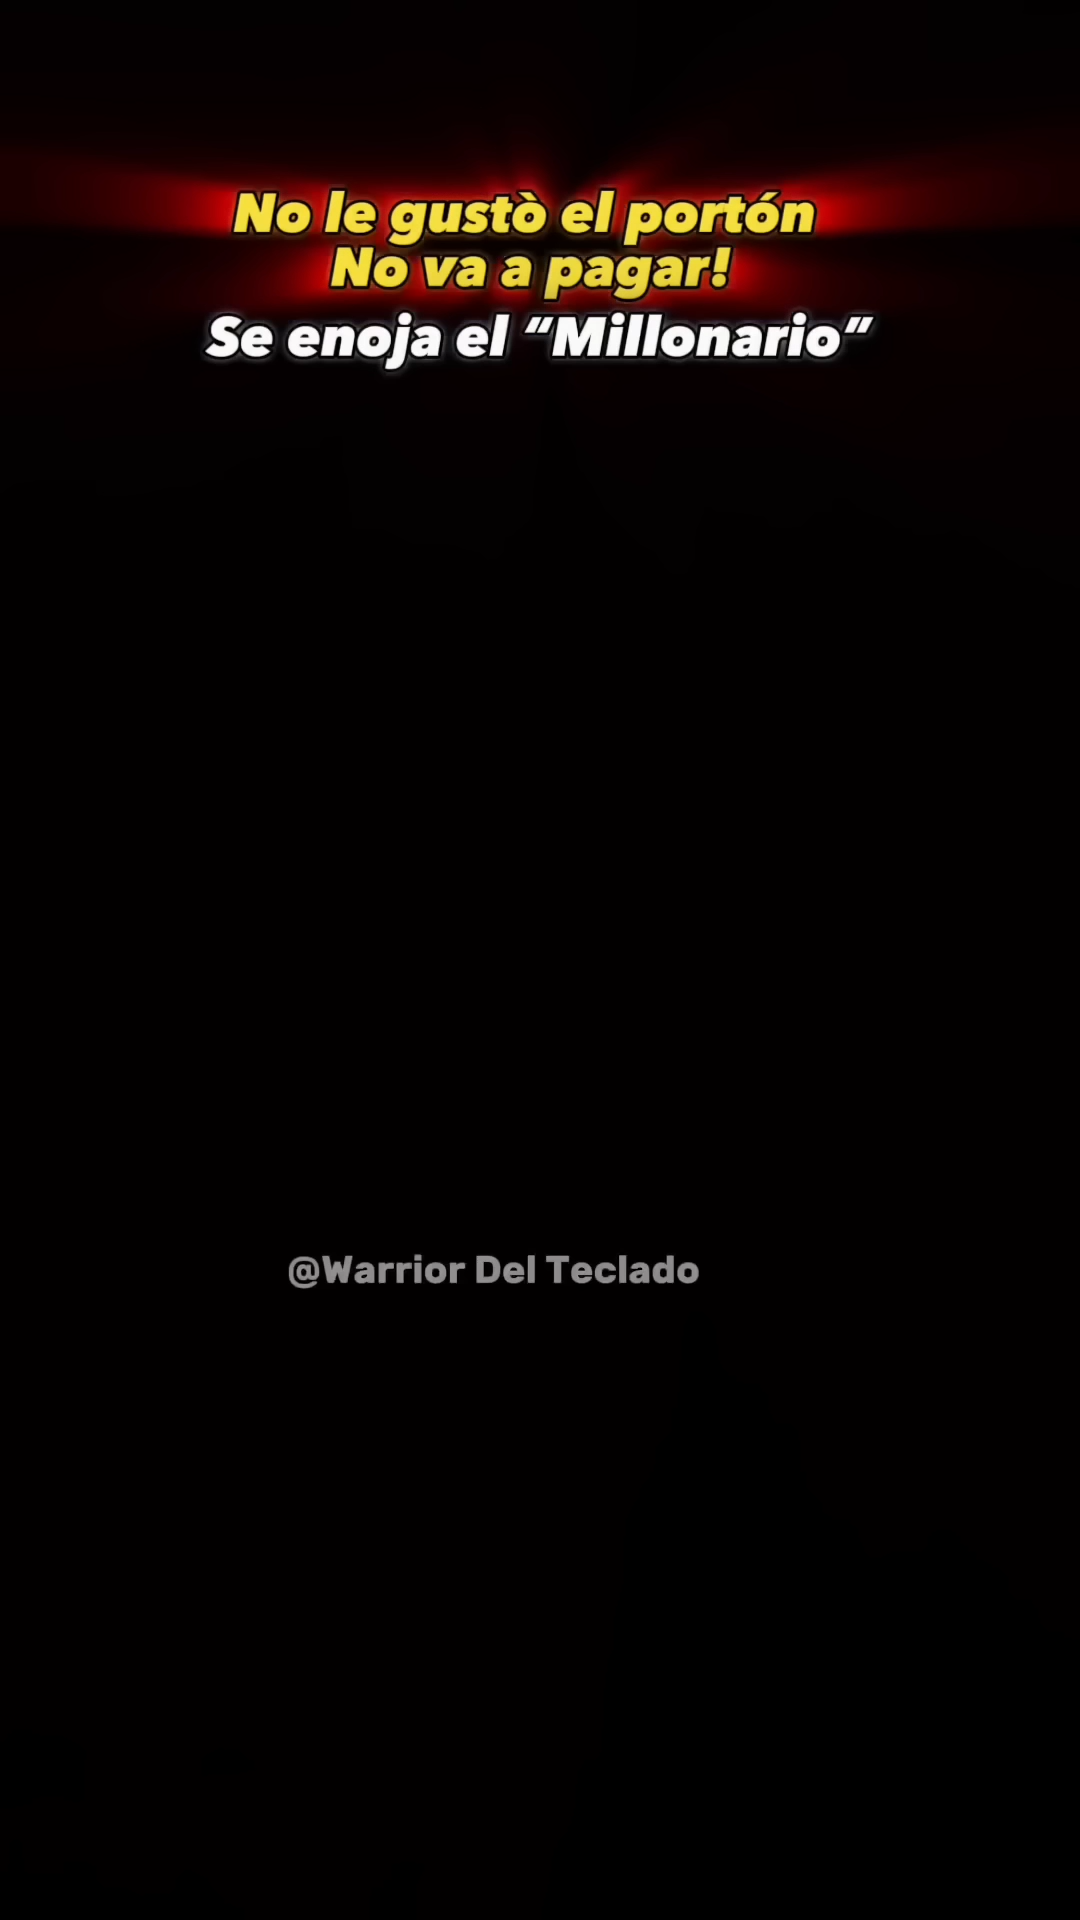 No le gustò el portón
No va a pagar!
Se enoja el “Millonario”
@Warrior Del Teclado